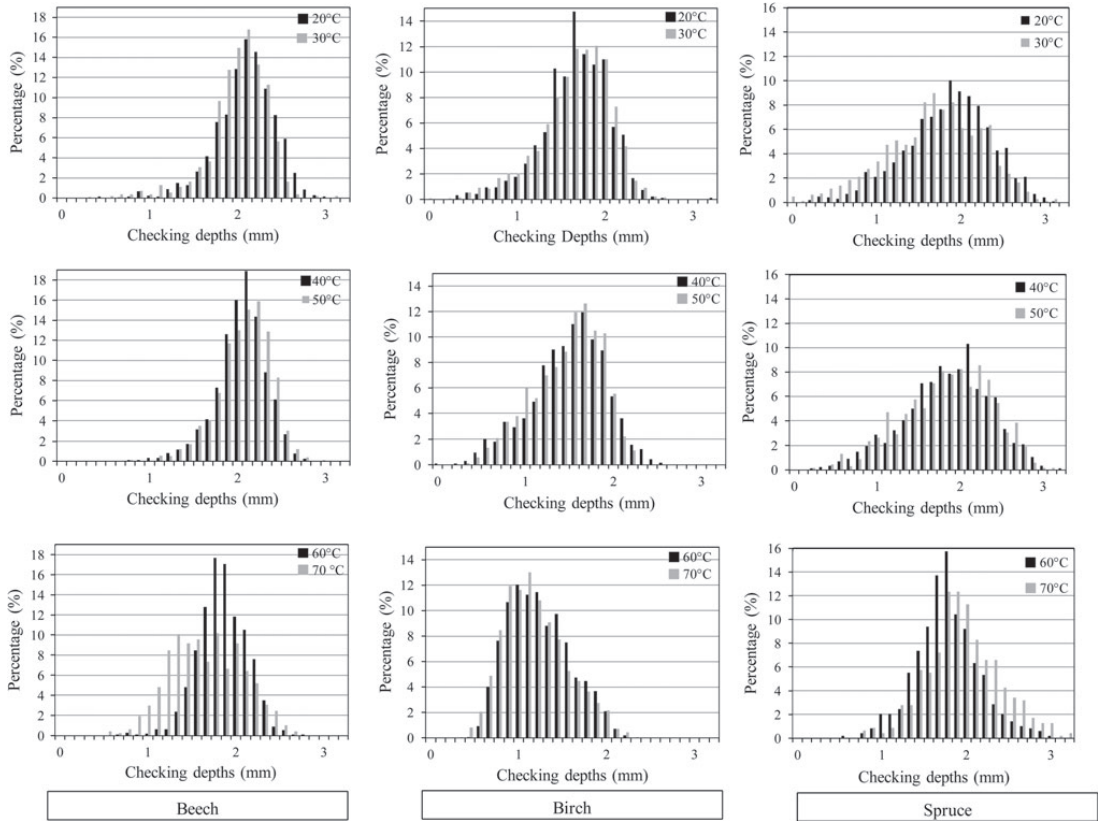 Percentage (%)
18
16
14
12
10
8
6
4
2
0
20°C
30°C
0 1 2 3
Checking depths (mm)
Percentage (%)
14
12
10
8
6
4
2
0
20°C
30°C
0 1 2 3
Checking Depths (mm)
Percentage (%)
16
14
12
10
8
6
4
2
0
20°C
30°C
0 1 2 3
Checking depths (mm)
Percentage (%)
18
16
14
12
10
8
6
4
2
0
40°C
50°C
0 1 2 3
Checking depths (mm)
Percentage (%)
14
12
10
8
6
4
2
0
40°C
50°C
0 1 2 3
Checking depths (mm)
Percentage (%)
16
14
12
10
8
6
4
2
0
40°C
50°C
0 1 2 3
Checking depths (mm)
Percentage (%)
18
16
14
12
10
8
6
4
2
0
60°C
70 °C
0 1 2 3
Checking depths (mm)
Percentage (%)
14
12
10
8
6
4
2
0
60°C
70°C
0 1 2 3
Checking depths (mm)
Percentage (%)
16
14
12
10
8
6
4
2
0
60°C
70°C
0 1 2 3
Checking depths (mm)
Beech
Birch
Spruce